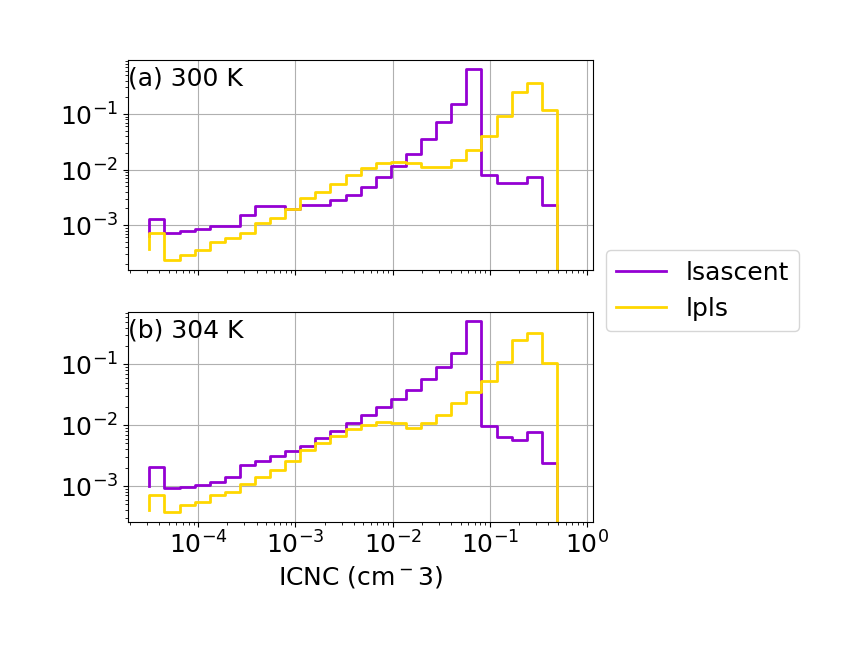 (a) 300 K
10⁻¹
10⁻²
10⁻³
lsascent
lpls
(b) 304 K
10⁻¹
10⁻²
10⁻³
10⁻⁴ 10⁻³ 10⁻² 10⁻¹ 10⁰
ICNC (cm⁻3)